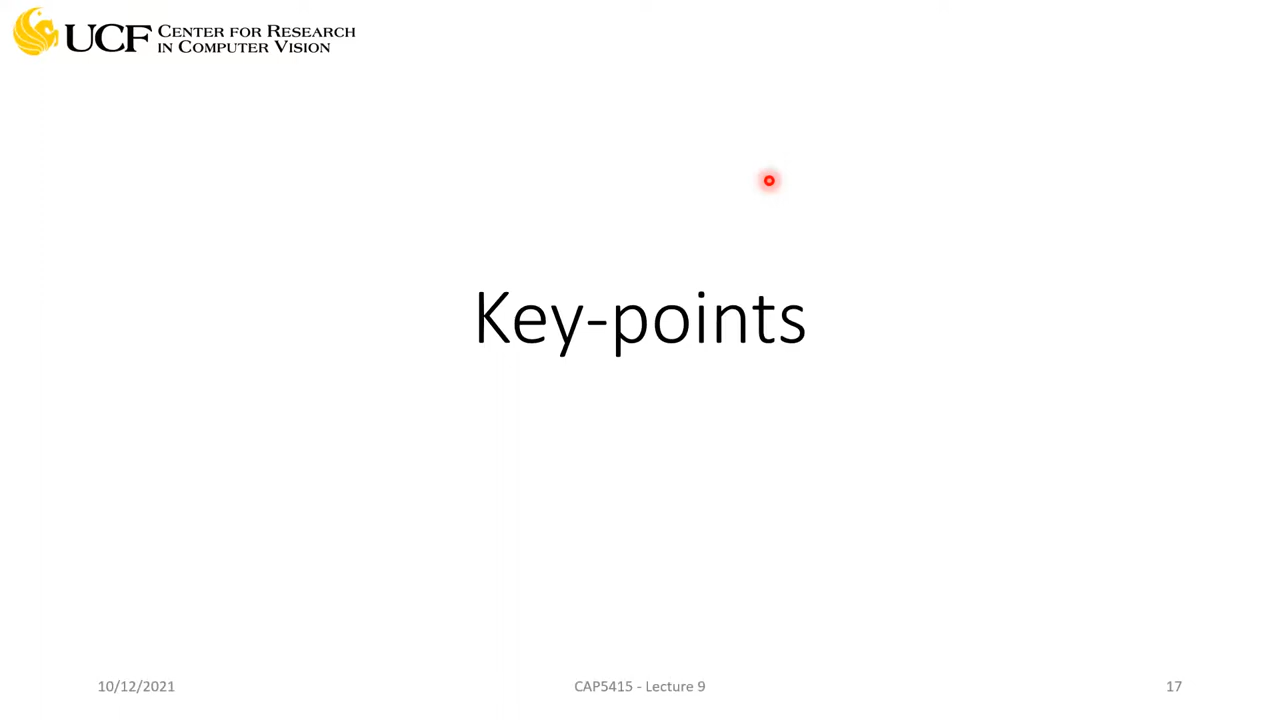 UCF CENTER FOR RESEARCH
IN COMPUTER VISION
Key-points
10/12/2021
CAP5415 - Lecture 9
17